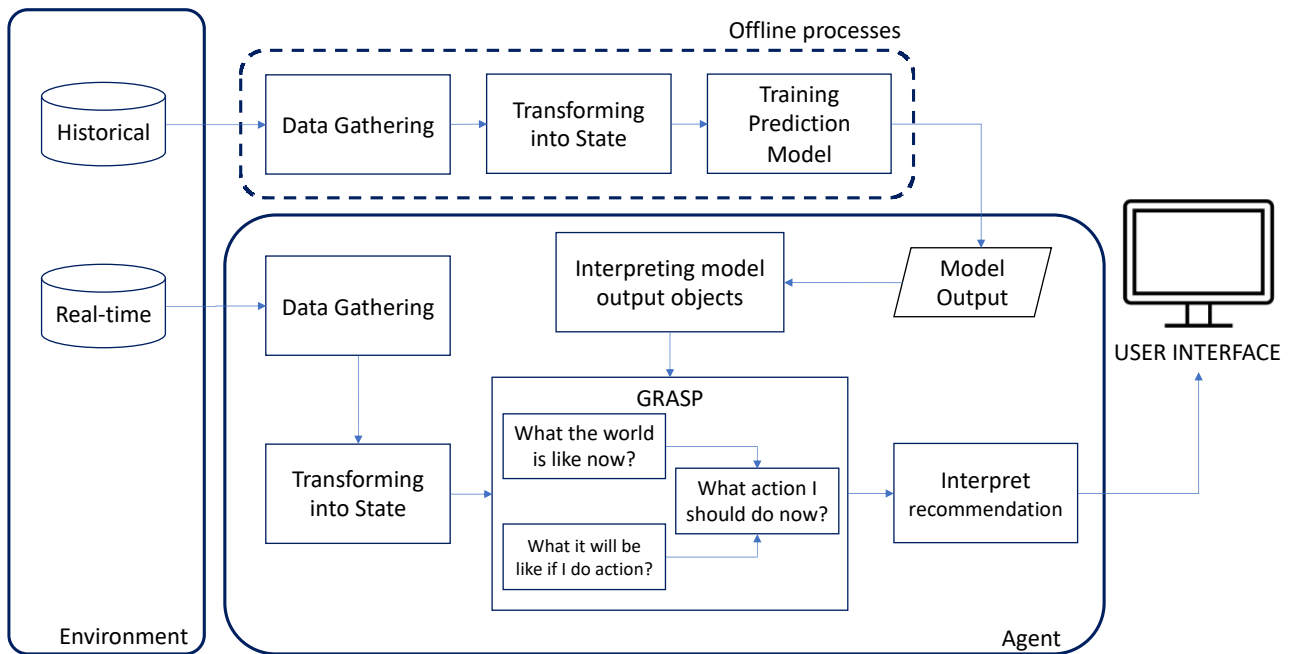 Offline processes
Historical
Data Gathering
Transforming
into State
Training
Prediction
Model
Real-time
Data Gathering
Interpreting model
output objects
Model
Output
USER INTERFACE
Transforming
into State
GRASP
What the world
is like now?
What action I
should do now?
What it will be
like if I do action?
Interpret
recommendation
Environment
Agent